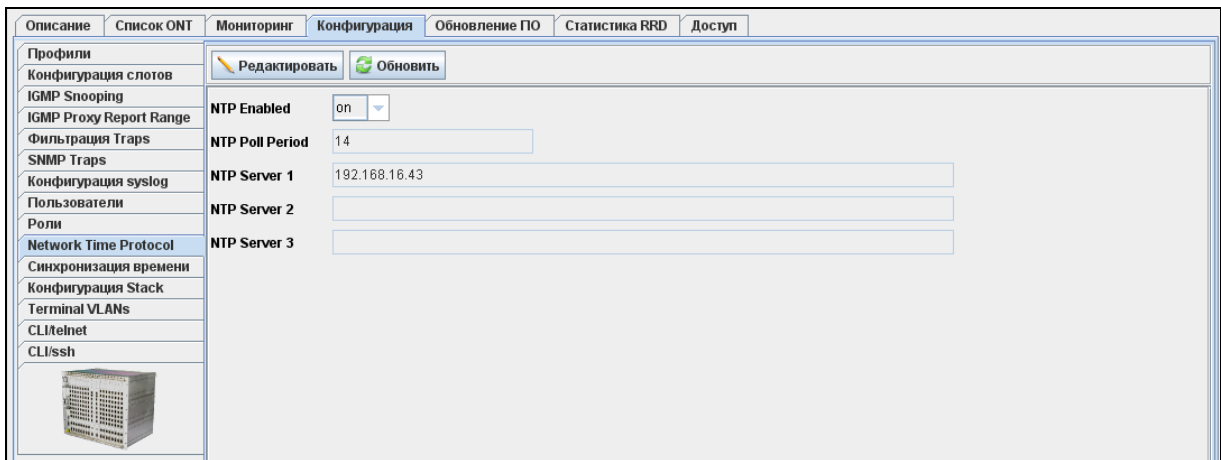 Описание Список ONT Мониторинг Конфигурация Обновление ПО Статистика RRD Доступ
Профили
Конфигурация слотов
IGMP Snooping
IGMP Proxy Report Range
Фильтрация Traps
SNMP Traps
Конфигурация syslog
Пользователи
Роли
Network Time Protocol
Синхронизация времени
Конфигурация Stack
Terminal VLANs
CLI/telnet
CLI/ssh
Редактировать Обновить
NTP Enabled on
NTP Poll Period 14
NTP Server 1 192.168.16.43
NTP Server 2
NTP Server 3